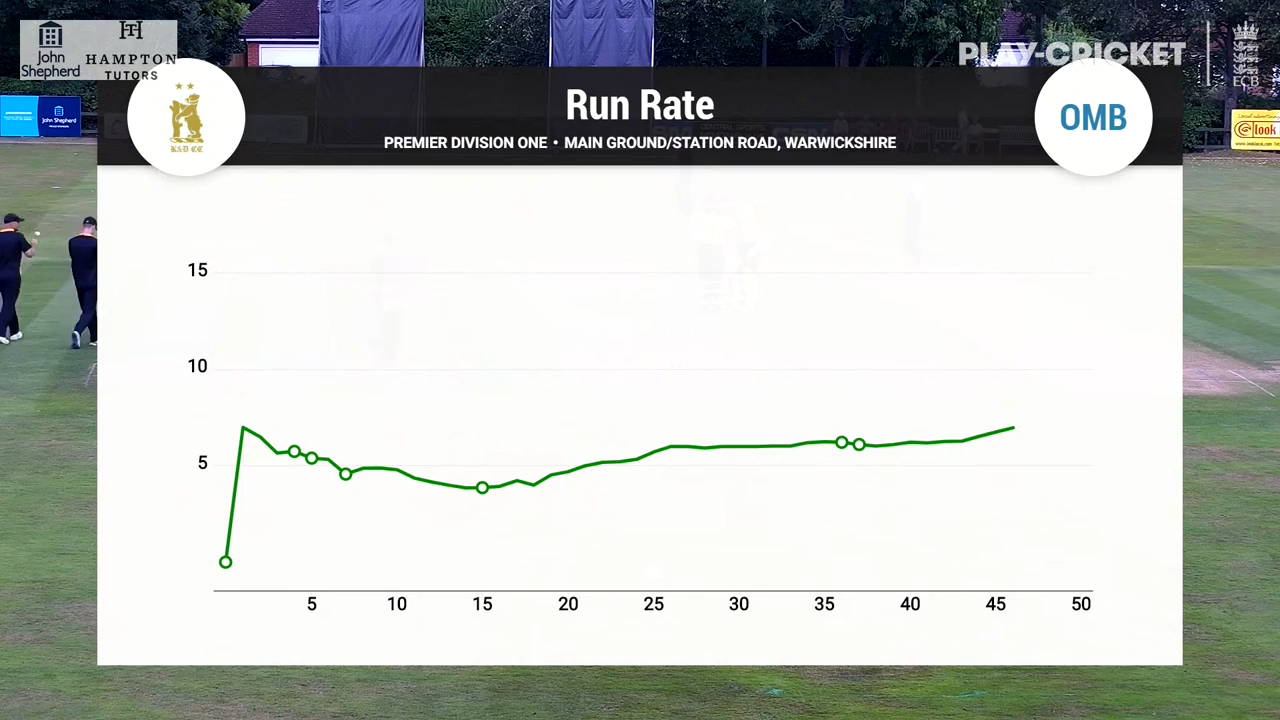 John
Shepherd
HAMPTON
TUTORS
PLAY-CRICKET
ECB
K&D CC
Run Rate
OMB
PREMIER DIVISION ONE • MAIN GROUND/STATION ROAD, WARWICKSHIRE
John Shepherd
look
15
10
5
5
10
15
20
25
30
35
40
45
50